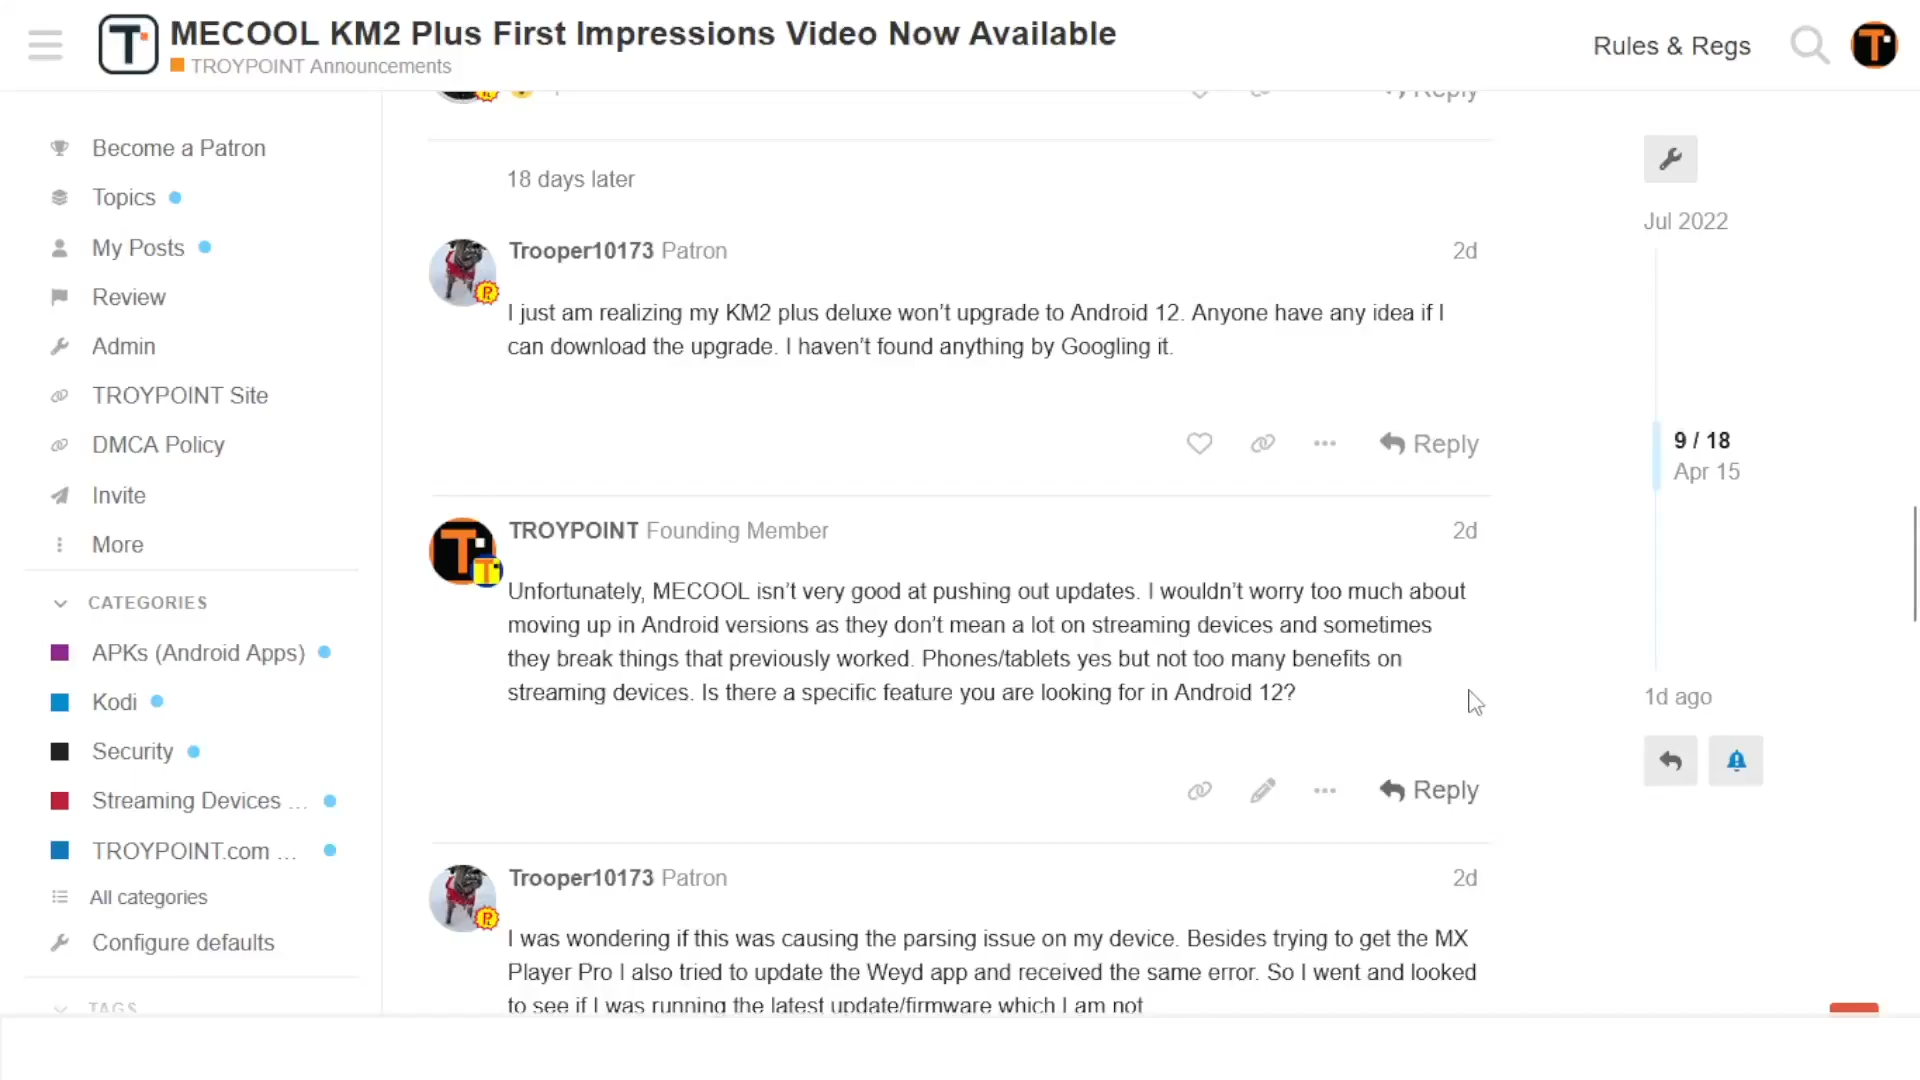 MECOOL KM2 Plus First Impressions Video Now Available
TROYPOINT Announcements
Rules & Regs
Reply
Become a Patron
Topics
My Posts
Review
Admin
TROYPOINT Site
DMCA Policy
Invite
More
CATEGORIES
APKs (Android Apps)
Kodi
Security
Streaming Devices ...
TROYPOINT.com ...
All categories
Configure defaults
TAGS
18 days later
Trooper10173 Patron 2d
I just am realizing my KM2 plus deluxe won't upgrade to Android 12. Anyone have any idea if I
can download the upgrade. I haven't found anything by Googling it.
Reply
TROYPOINT Founding Member 2d
Unfortunately, MECOOL isn't very good at pushing out updates. I wouldn't worry too much about
moving up in Android versions as they don't mean a lot on streaming devices and sometimes
they break things that previously worked. Phones/tablets yes but not too many benefits on
streaming devices. Is there a specific feature you are looking for in Android 12?
Reply
Trooper10173 Patron 2d
I was wondering if this was causing the parsing issue on my device. Besides trying to get the MX
Player Pro I also tried to update the Weyd app and received the same error. So I went and looked
to see if I was running the latest update/firmware which I am not
Jul 2022
9 / 18
Apr 15
1d ago